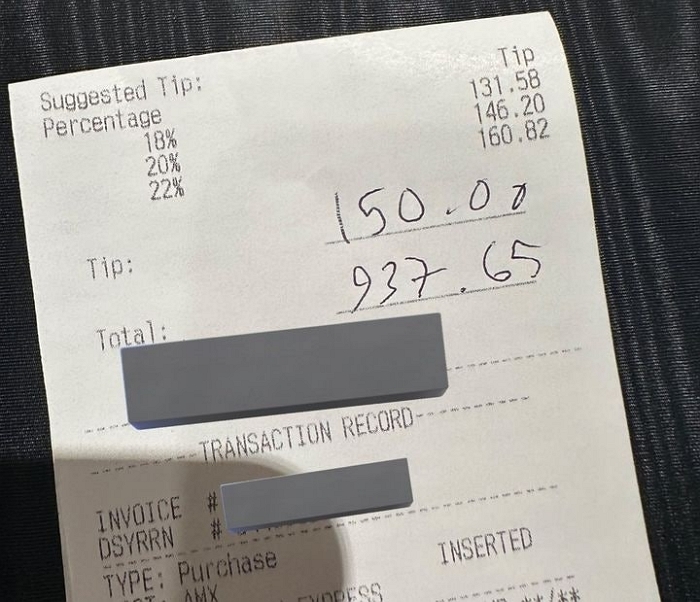 Tip
Suggested Tip: 131.58
Percentage 146.20
18% 160.82
20%
22%
150.00
Tip:
937.65
Total:
TRANSACTION RECORD
INVOICE #
DSYRRN #
TYPE: Purchase INSERTED
AMX